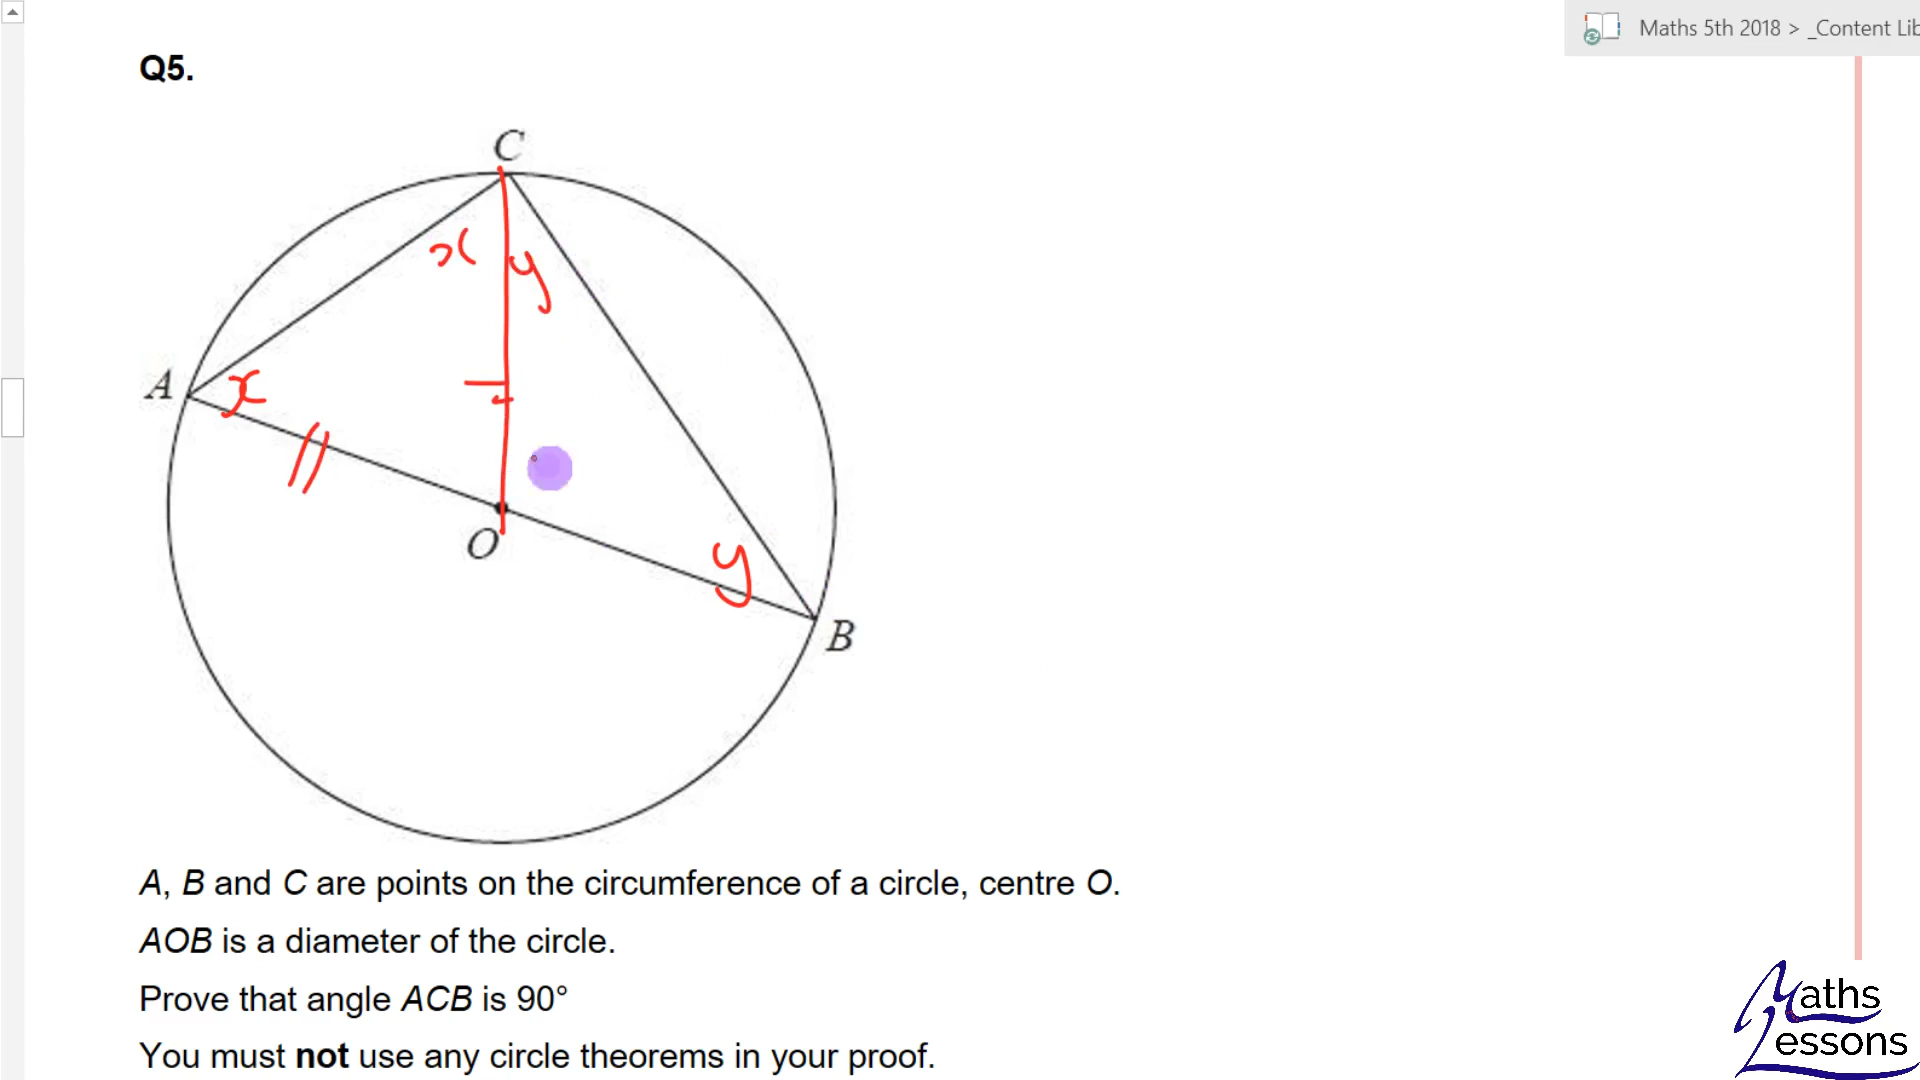 Maths 5th 2018 > _Content Lib
Q5.
C
x y
A x
O
y
B
A, B and C are points on the circumference of a circle, centre O.
AOB is a diameter of the circle.
Prove that angle ACB is 90°
You must not use any circle theorems in your proof.
Maths
Lessons